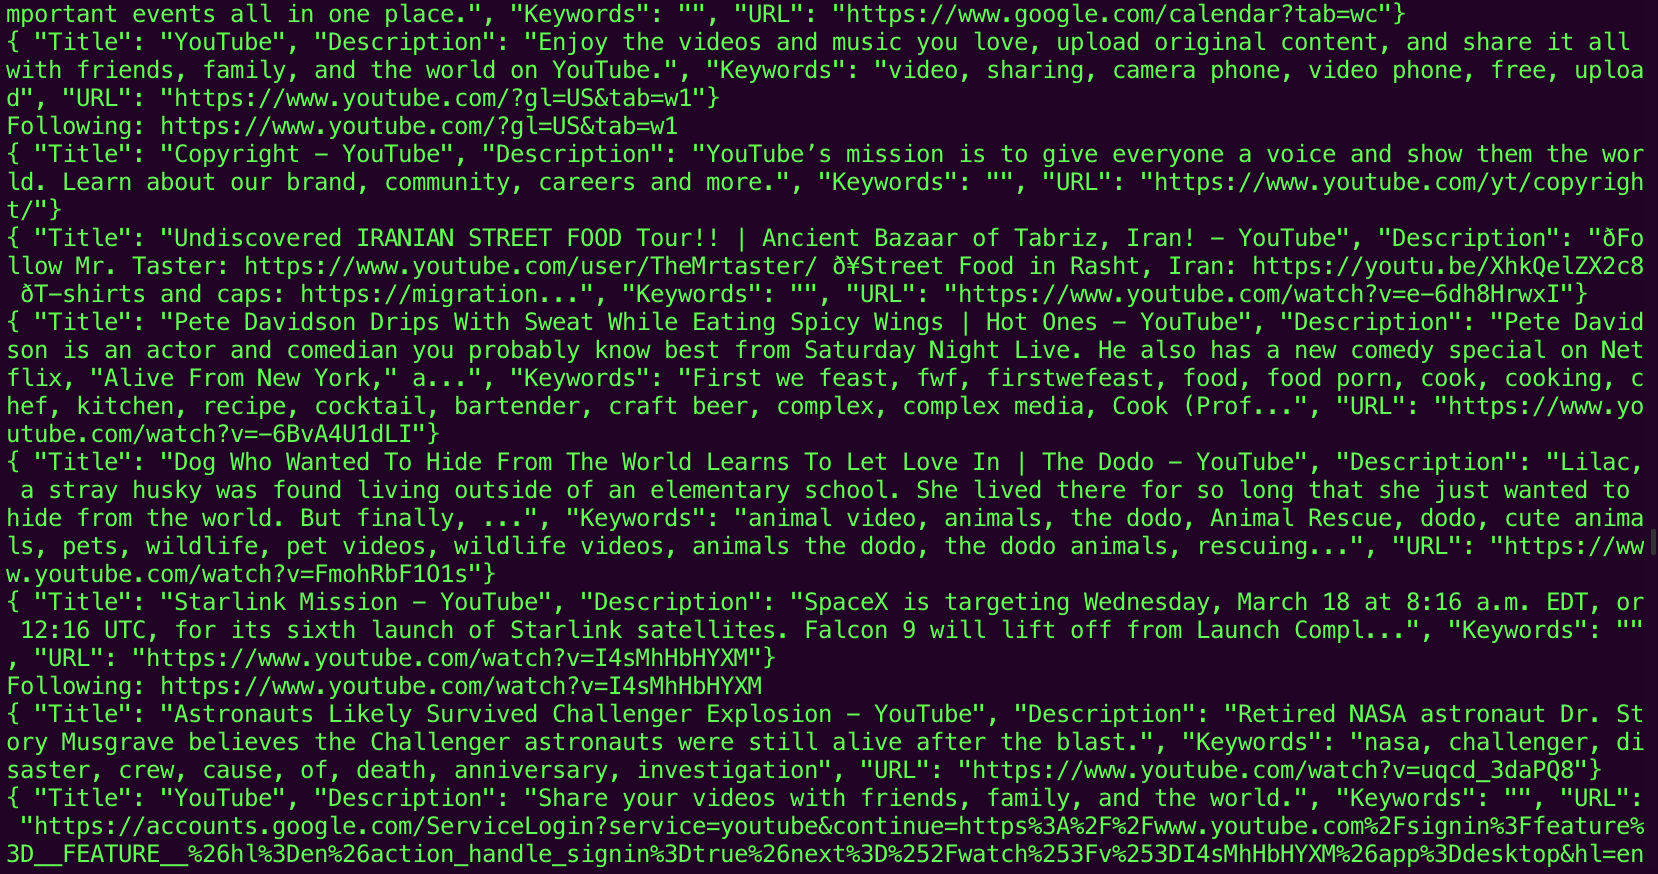 mportant events all in one place.", "Keywords": "", "URL": "https://www.google.com/calendar?tab=wc"}
{ "Title": "YouTube", "Description": "Enjoy the videos and music you love, upload original content, and share it all
with friends, family, and the world on YouTube.", "Keywords": "video, sharing, camera phone, video phone, free, uploa
d", "URL": "https://www.youtube.com/?gl=US&tab=w1"}
Following: https://www.youtube.com/?gl=US&tab=w1
{ "Title": "Copyright – YouTube", "Description": "YouTube’s mission is to give everyone a voice and show them the wor
ld. Learn about our brand, community, careers and more.", "Keywords": "", "URL": "https://www.youtube.com/yt/copyrigh
t/"}
{ "Title": "Undiscovered IRANIAN STREET FOOD Tour!! | Ancient Bazaar of Tabriz, Iran! - YouTube", "Description": "ðFo
llow Mr. Taster: https://www.youtube.com/user/TheMrtaster/ ð¥Street Food in Rasht, Iran: https://youtu.be/XhkQelZX2c8
 ðT-shirts and caps: https://migration...", "Keywords": "", "URL": "https://www.youtube.com/watch?v=e-6dh8HrwxI"}
{ "Title": "Pete Davidson Drips With Sweat While Eating Spicy Wings | Hot Ones - YouTube", "Description": "Pete David
son is an actor and comedian you probably know best from Saturday Night Live. He also has a new comedy special on Net
flix, "Alive From New York," a...", "Keywords": "First we feast, fwf, firstwefeast, food, food porn, cook, cooking, c
hef, kitchen, recipe, cocktail, bartender, craft beer, complex, complex media, Cook (Prof...", "URL": "https://www.yo
utube.com/watch?v=-6BvA4U1dLI"}
{ "Title": "Dog Who Wanted To Hide From The World Learns To Let Love In | The Dodo - YouTube", "Description": "Lilac,
 a stray husky was found living outside of an elementary school. She lived there for so long that she just wanted to
hide from the world. But finally, ...", "Keywords": "animal video, animals, the dodo, Animal Rescue, dodo, cute anima
ls, pets, wildlife, pet videos, wildlife videos, animals the dodo, the dodo animals, rescuing...", "URL": "https://ww
w.youtube.com/watch?v=FmohRbF1O1s"}
{ "Title": "Starlink Mission - YouTube", "Description": "SpaceX is targeting Wednesday, March 18 at 8:16 a.m. EDT, or
 12:16 UTC, for its sixth launch of Starlink satellites. Falcon 9 will lift off from Launch Compl...", "Keywords": ""
, "URL": "https://www.youtube.com/watch?v=I4sMhHbHYXM"}
Following: https://www.youtube.com/watch?v=I4sMhHbHYXM
{ "Title": "Astronauts Likely Survived Challenger Explosion - YouTube", "Description": "Retired NASA astronaut Dr. St
ory Musgrave believes the Challenger astronauts were still alive after the blast.", "Keywords": "nasa, challenger, di
saster, crew, cause, of, death, anniversary, investigation", "URL": "https://www.youtube.com/watch?v=uqcd_3daPQ8"}
{ "Title": "YouTube", "Description": "Share your videos with friends, family, and the world.", "Keywords": "", "URL":
 "https://accounts.google.com/ServiceLogin?service=youtube&continue=https%3A%2F%2Fwww.youtube.com%2Fsignin%3Ffeature%
3D__FEATURE__%26hl%3Den%26action_handle_signin%3Dtrue%26next%3D%252Fwatch%253Fv%253DI4sMhHbHYXM%26app%3Ddesktop&hl=en